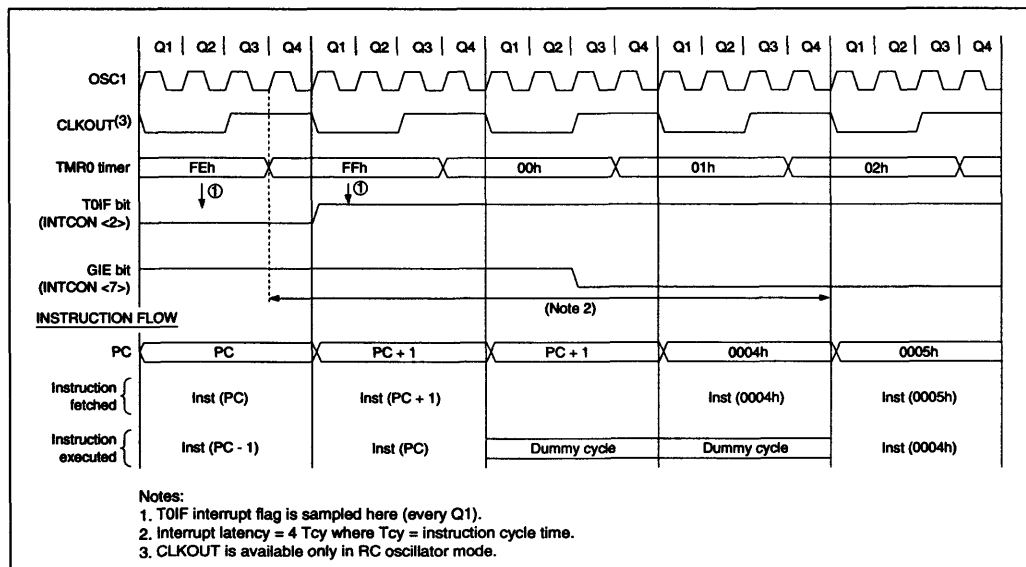 Q1 | Q2 | Q3 | Q4 | Q1 | Q2 | Q3 | Q4 | Q1 | Q2 | Q3 | Q4 | Q1 | Q2 | Q3 | Q4 | Q1 | Q2 | Q3 | Q4
OSC1
CLKOUT(3)
TMR0 timer FEh FFh 00h 01h 02h
① ①
T0IF bit
(INTCON <2>)
GIE bit
(INTCON <7>)
(Note 2)
INSTRUCTION FLOW
PC PC PC + 1 PC + 1 0004h 0005h
Instruction
fetched Inst (PC) Inst (PC + 1) Inst (0004h) Inst (0005h)
Instruction
executed Inst (PC - 1) Inst (PC) Dummy cycle Dummy cycle Inst (0004h)
Notes:
1. T0IF interrupt flag is sampled here (every Q1).
2. Interrupt latency = 4 Tcy where Tcy = instruction cycle time.
3. CLKOUT is available only in RC oscillator mode.